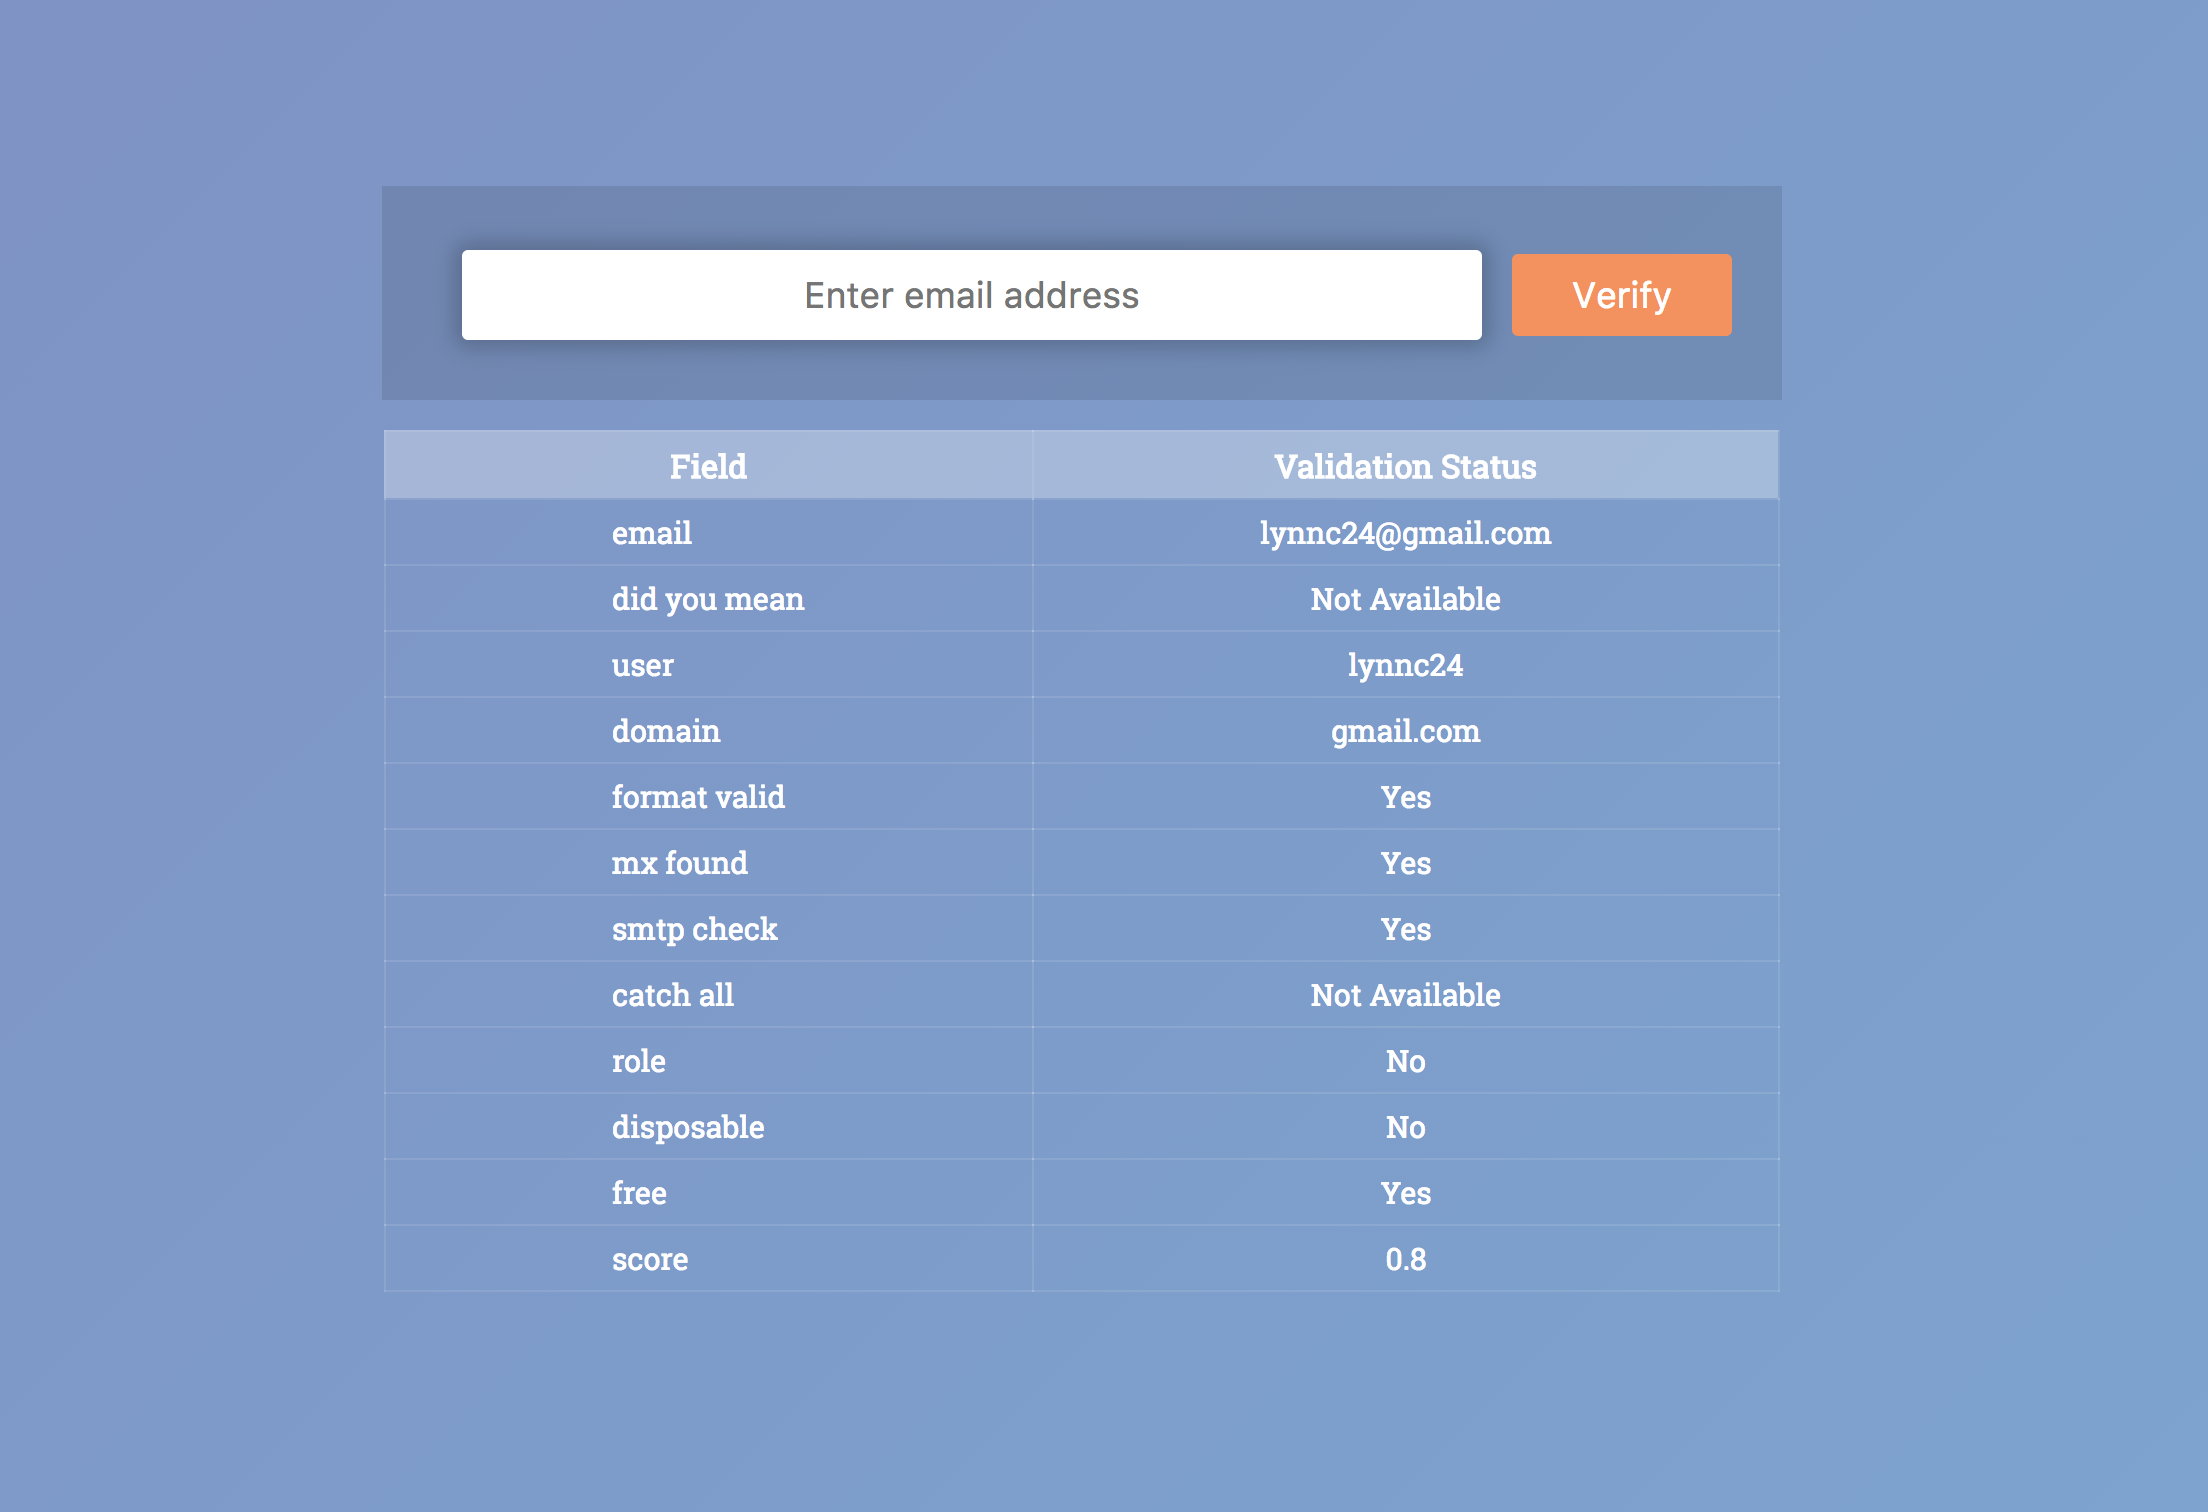 Enter email address Verify
Field Validation Status
email lynnc24@gmail.com
did you mean Not Available
user lynnc24
domain gmail.com
format valid Yes
mx found Yes
smtp check Yes
catch all Not Available
role No
disposable No
free Yes
score 0.8